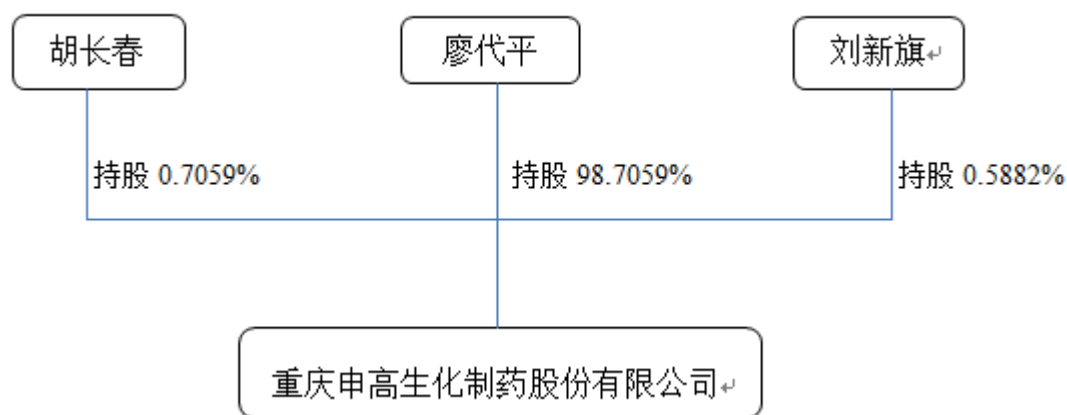 胡长春
廖代平
刘新旗
持股 0.7059%
持股 98.7059%
持股 0.5882%
重庆申高生化制药股份有限公司